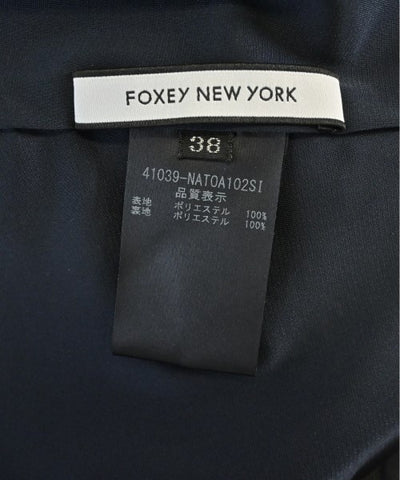 FOXEY NEW YORK
38
41039-NATOA102SI
品質表示
表地 ポリエステル 100%
裏地 ポリエステル 100%